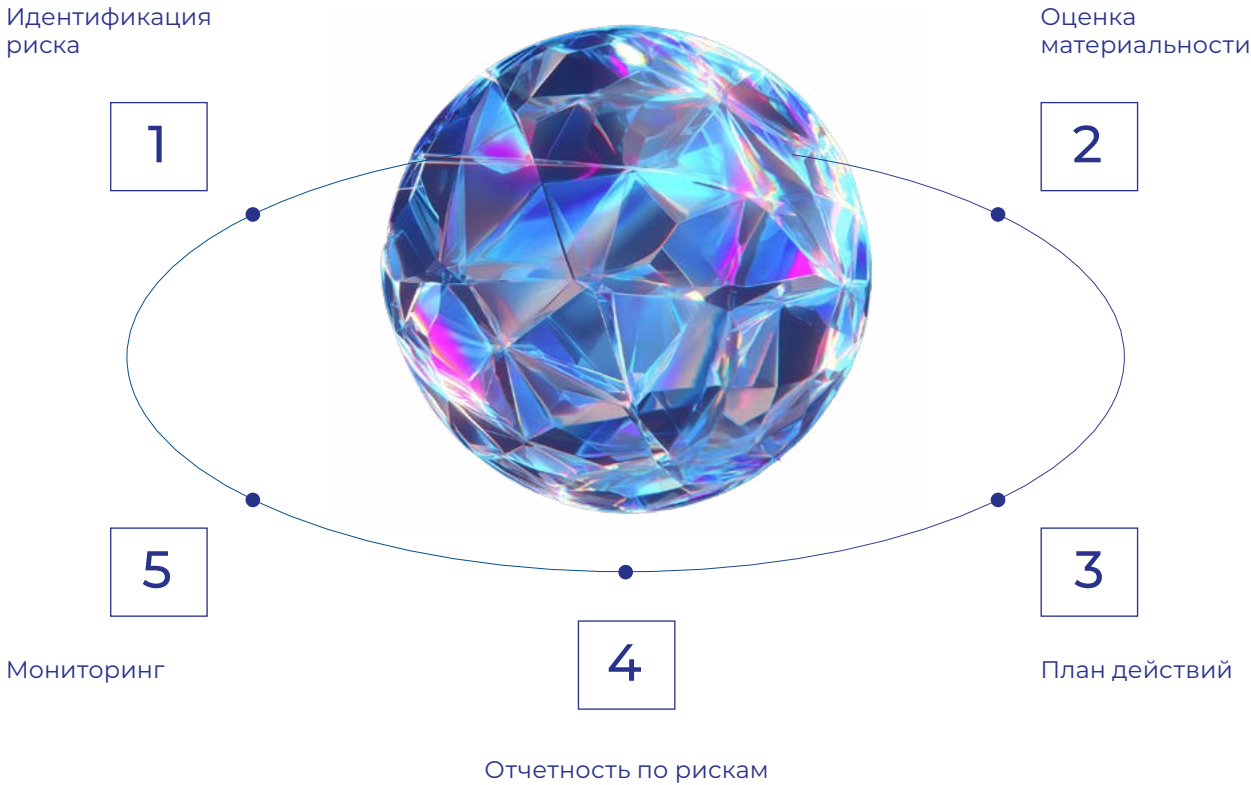 Идентификация
риска
1
Оценка
материальности
2
3
План действий
4
Отчетность по рискам
5
Мониторинг